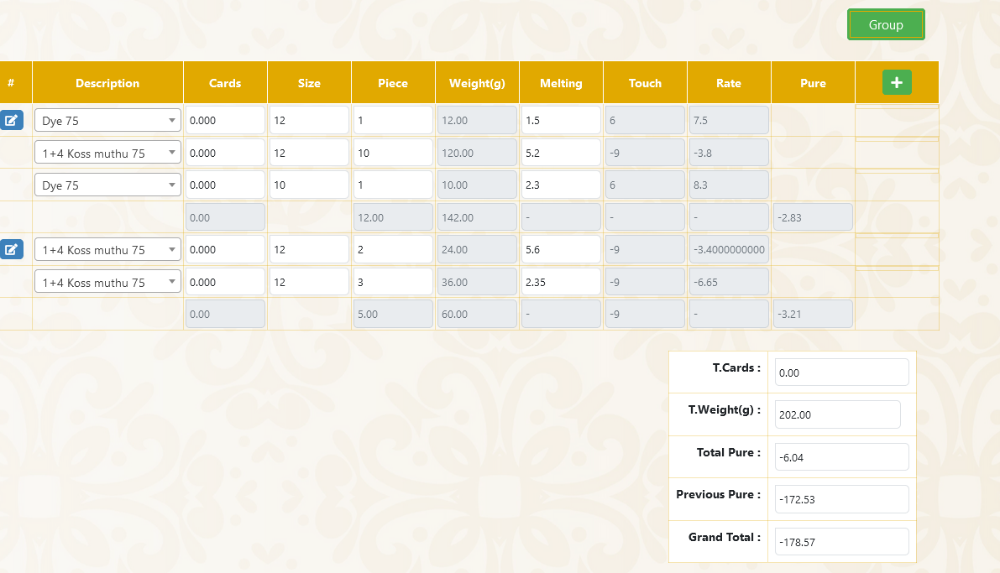 Group
# Description Cards Size Piece Weight(g) Melting Touch Rate Pure +
Dye 75 0.000 12 1 12.00 1.5 6 7.5
1+4 Koss muthu 75 0.000 12 10 120.00 5.2 -9 -3.8
Dye 75 0.000 10 1 10.00 2.3 6 8.3
0.00 12.00 142.00 - - - -2.83
1+4 Koss muthu 75 0.000 12 2 24.00 5.6 -9 -3.4000000000
1+4 Koss muthu 75 0.000 12 3 36.00 2.35 -9 -6.65
0.00 5.00 60.00 - -9 - -3.21
T.Cards : 0.00
T.Weight(g) : 202.00
Total Pure : -6.04
Previous Pure : -172.53
Grand Total : -178.57